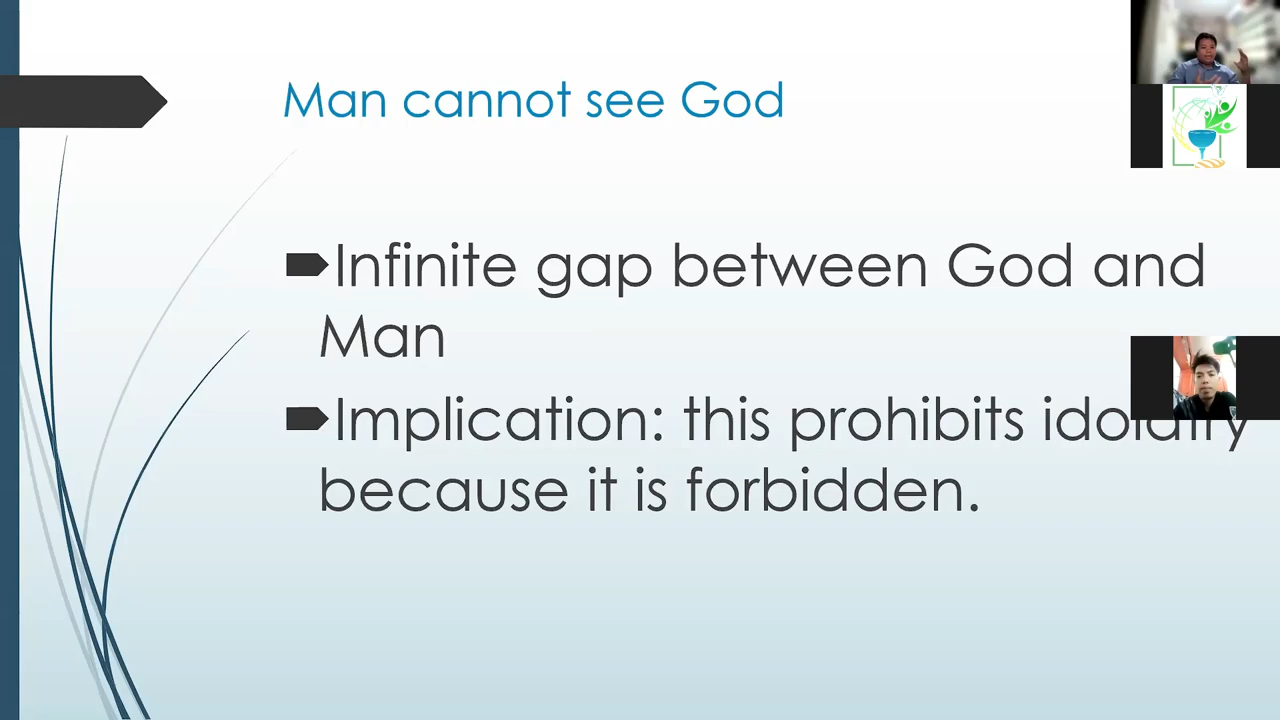 Man cannot see God
Infinite gap between God and
Man
Implication: this prohibits idolatry
because it is forbidden.